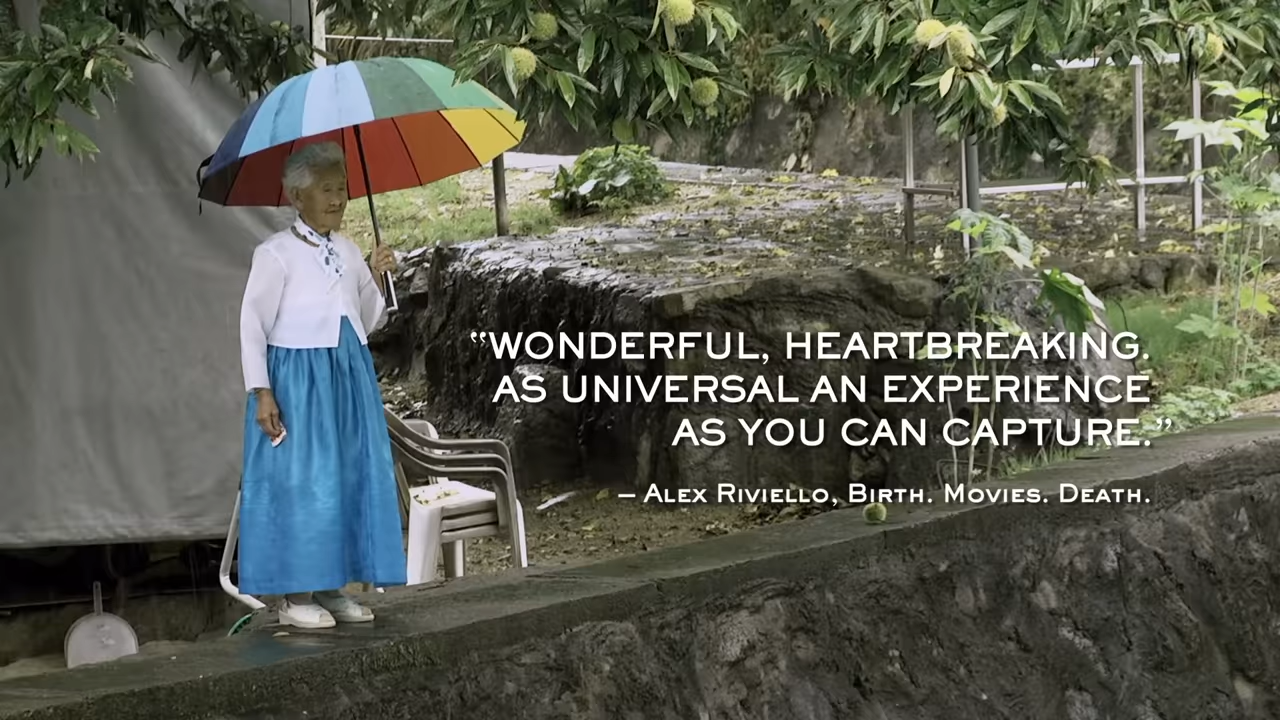 “WONDERFUL, HEARTBREAKING.
AS UNIVERSAL AN EXPERIENCE
AS YOU CAN CAPTURE.”
– ALEX RIVIELLO, BIRTH. MOVIES. DEATH.